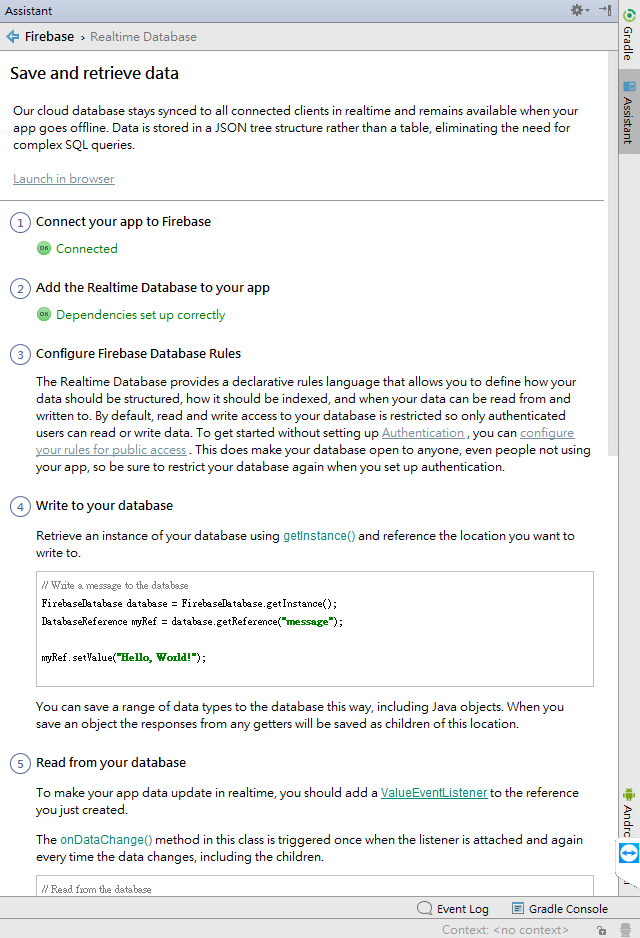 Assistant
Firebase › Realtime Database
Gradle
Assistant
Save and retrieve data
Our cloud database stays synced to all connected clients in realtime and remains available when your
app goes offline. Data is stored in a JSON tree structure rather than a table, eliminating the need for
complex SQL queries.
Launch in browser
1 Connect your app to Firebase
ON Connected
2 Add the Realtime Database to your app
ON Dependencies set up correctly
3 Configure Firebase Database Rules
The Realtime Database provides a declarative rules language that allows you to define how your
data should be structured, how it should be indexed, and when your data can be read from and
written to. By default, read and write access to your database is restricted so only authenticated
users can read or write data. To get started without setting up Authentication , you can configure
your rules for public access . This does make your database open to anyone, even people not using
your app, so be sure to restrict your database again when you set up authentication.
4 Write to your database
Retrieve an instance of your database using getInstance() and reference the location you want to
write to.
// Write a message to the database
FirebaseDatabase database = FirebaseDatabase.getInstance();
DatabaseReference myRef = database.getReference("message");
myRef.setValue("Hello, World!");
You can save a range of data types to the database this way, including Java objects. When you
save an object the responses from any getters will be saved as children of this location.
5 Read from your database
To make your app data update in realtime, you should add a ValueEventListener to the reference
you just created.
The onDataChange() method in this class is triggered once when the listener is attached and again
every time the data changes, including the children.
// Read from the database
Andro
Event Log Gradle Console
Context: <no context>